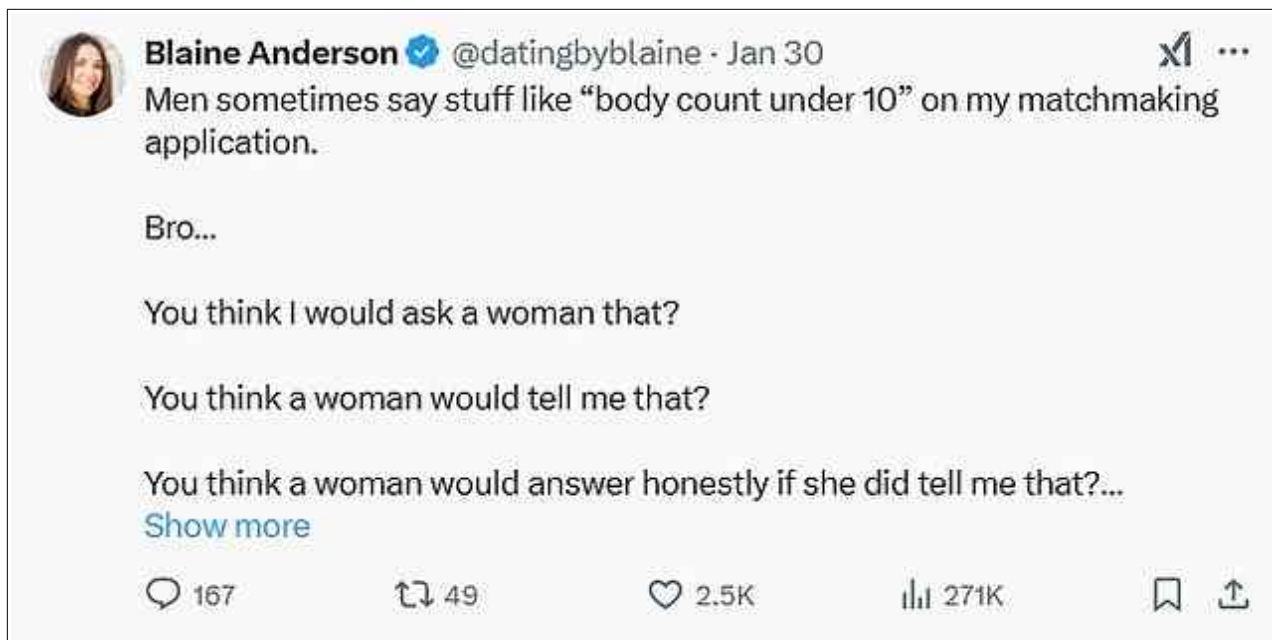 Blaine Anderson @datingbyblaine · Jan 30
Men sometimes say stuff like “body count under 10” on my matchmaking
application.
Bro...
You think I would ask a woman that?
You think a woman would tell me that?
You think a woman would answer honestly if she did tell me that?...
Show more
167 49 2.5K 271K